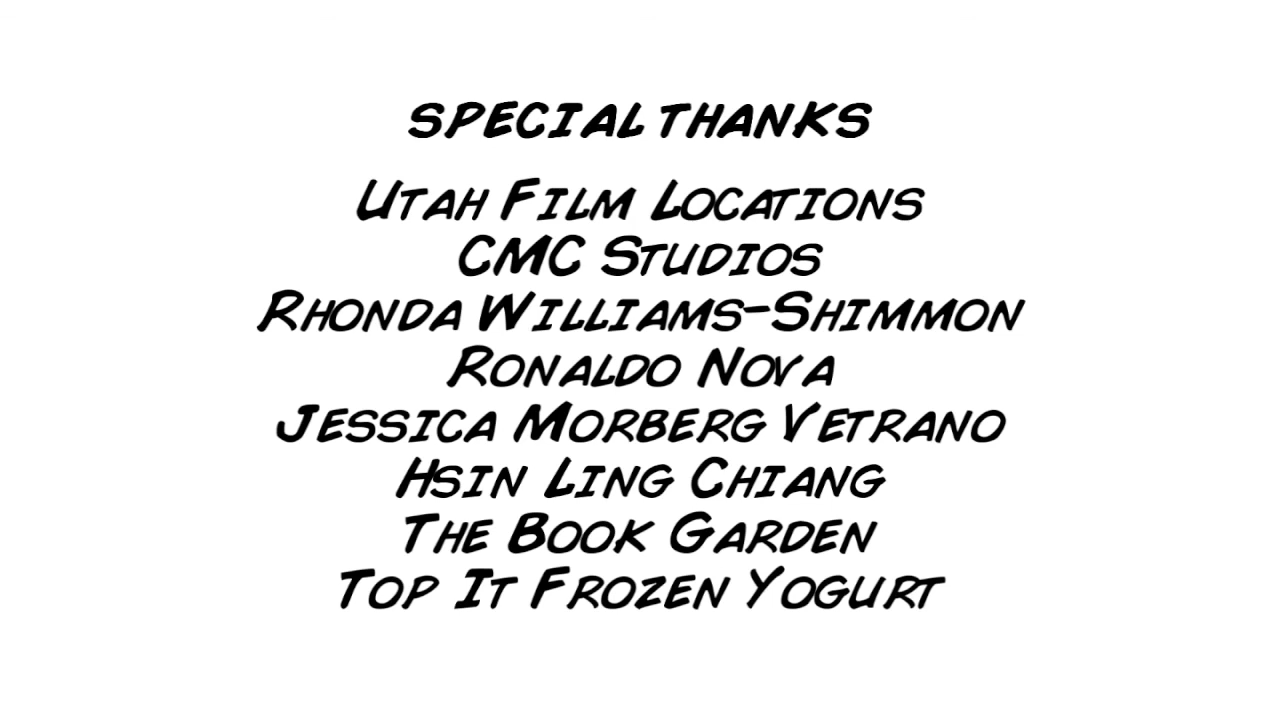 SPECIAL THANKS
UTAH FILM LOCATIONS
CMC STUDIOS
RHONDA WILLIAMS-SHIMMON
RONALDO NOVA
JESSICA MORBERG VETRANO
HSIN LING CHIANG
THE BOOK GARDEN
TOP IT FROZEN YOGURT